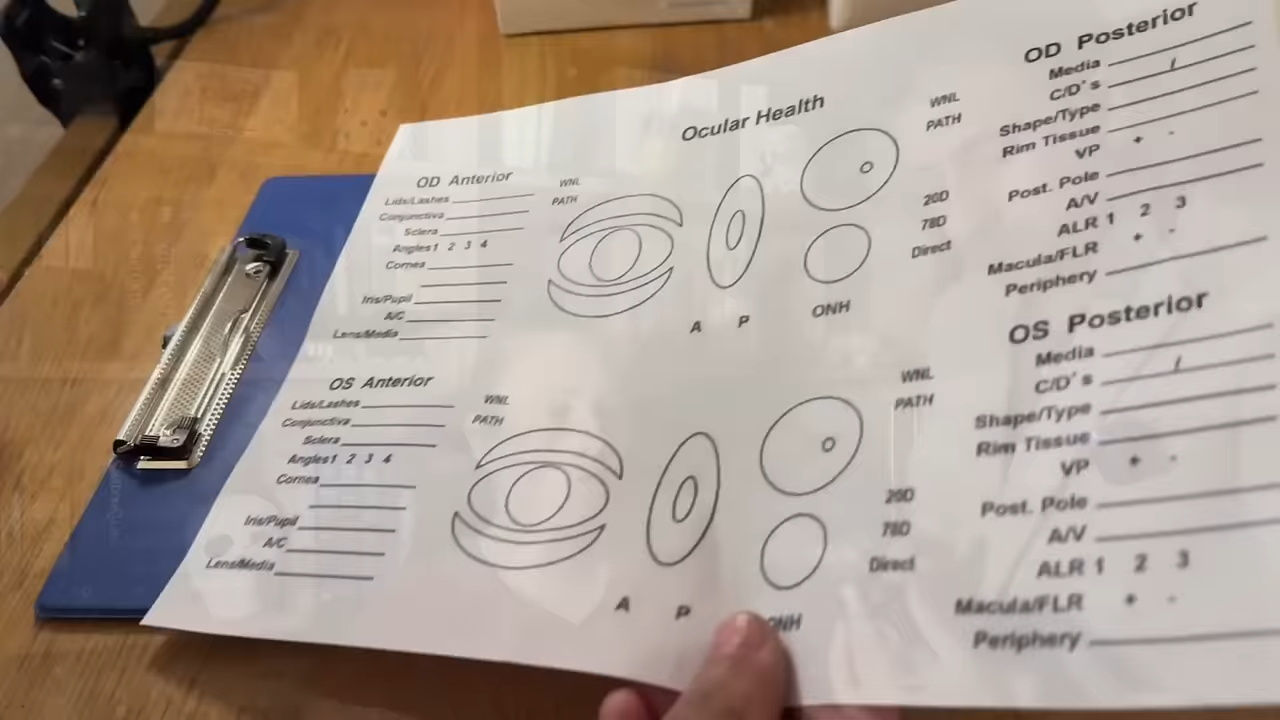 Ocular Health
OD Anterior
Lids/Lashes
Conjunctiva
Sclera
Angles 1 2 3 4
Cornea
Iris/Pupil
A/C
Lens/Media
WNL
PATH
A P
ONH
WNL
PATH
20D
78D
Direct
OD Posterior
Media
C/D's /
Shape/Type
Rim Tissue
VP + -
Post. Pole
A/V
ALR 1 2 3
Macula/FLR + -
Periphery
OS Anterior
Lids/Lashes
Conjunctiva
Sclera
Angles 1 2 3 4
Cornea
Iris/Pupil
A/C
Lens/Media
WNL
PATH
A P
ONH
WNL
PATH
20D
78D
Direct
OS Posterior
Media
C/D's /
Shape/Type
Rim Tissue
VP + -
Post. Pole
A/V
ALR 1 2 3
Macula/FLR + -
Periphery